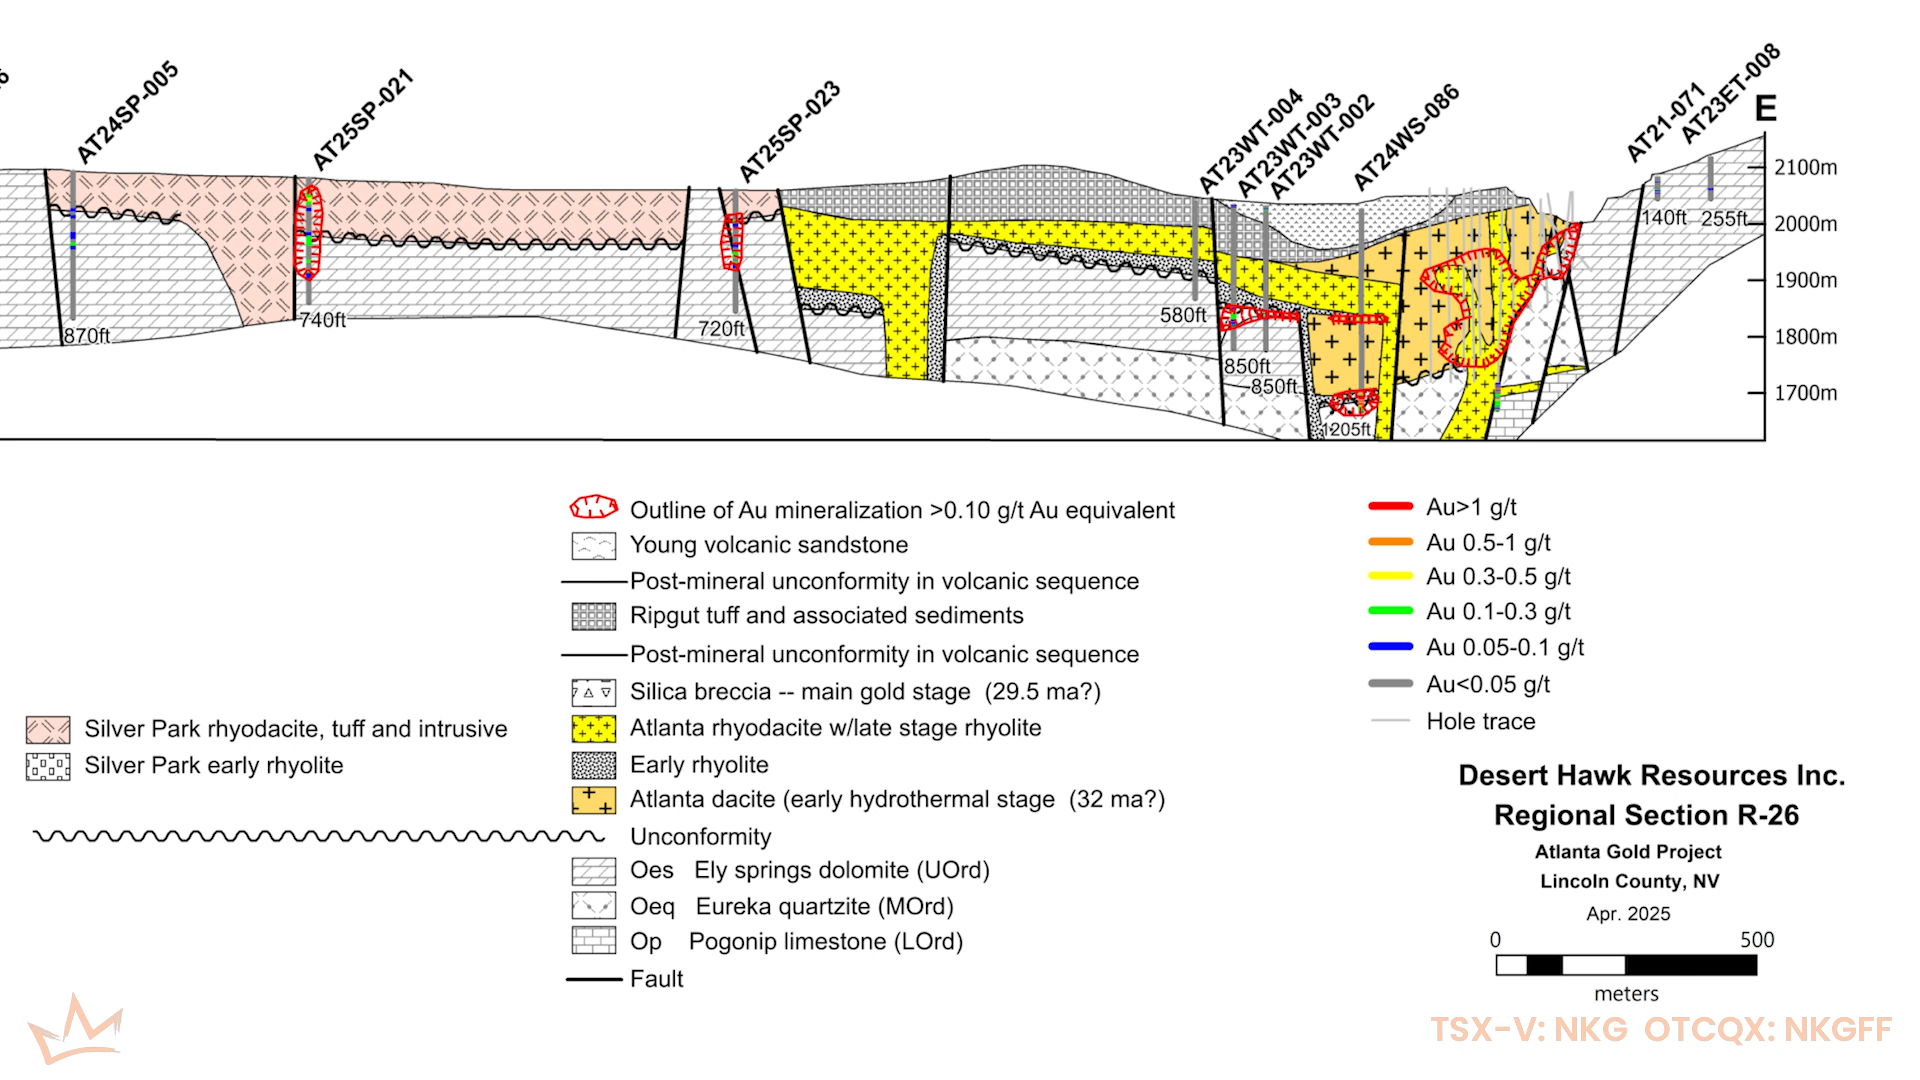 AT24SP-005
AT25SP-021
AT25SP-023
AT23WT-004
AT23WT-003
AT23WT-002
AT24WS-086
AT21-071
AT23ET-008
E
2100m
2000m
1900m
1800m
1700m
870ft
740ft
720ft
580ft
850ft
850ft
1205ft
140ft
255ft
Outline of Au mineralization >0.10 g/t Au equivalent
Young volcanic sandstone
Post-mineral unconformity in volcanic sequence
Ripgut tuff and associated sediments
Post-mineral unconformity in volcanic sequence
Silica breccia -- main gold stage (29.5 ma?)
Atlanta rhyodacite w/late stage rhyolite
Early rhyolite
Atlanta dacite (early hydrothermal stage (32 ma?)
Unconformity
Oes Ely springs dolomite (UOrd)
Oeq Eureka quartzite (MOrd)
Op Pogonip limestone (LOrd)
Fault
Silver Park rhyodacite, tuff and intrusive
Silver Park early rhyolite
Au>1 g/t
Au 0.5-1 g/t
Au 0.3-0.5 g/t
Au 0.1-0.3 g/t
Au 0.05-0.1 g/t
Au<0.05 g/t
Hole trace
Desert Hawk Resources Inc.
Regional Section R-26
Atlanta Gold Project
Lincoln County, NV
Apr. 2025
0 500
meters
TSX-V: NKG OTCQX: NKGFF